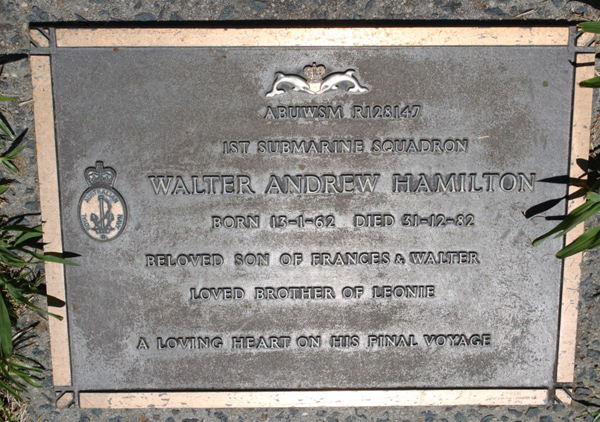 ABUWSM R128147
1ST SUBMARINE SQUADRON
WALTER ANDREW HAMILTON
BORN 13-1-62 DIED 31-12-82
BELOVED SON OF FRANCES & WALTER
LOVED BROTHER OF LEONIE
A LOVING HEART ON HIS FINAL VOYAGE